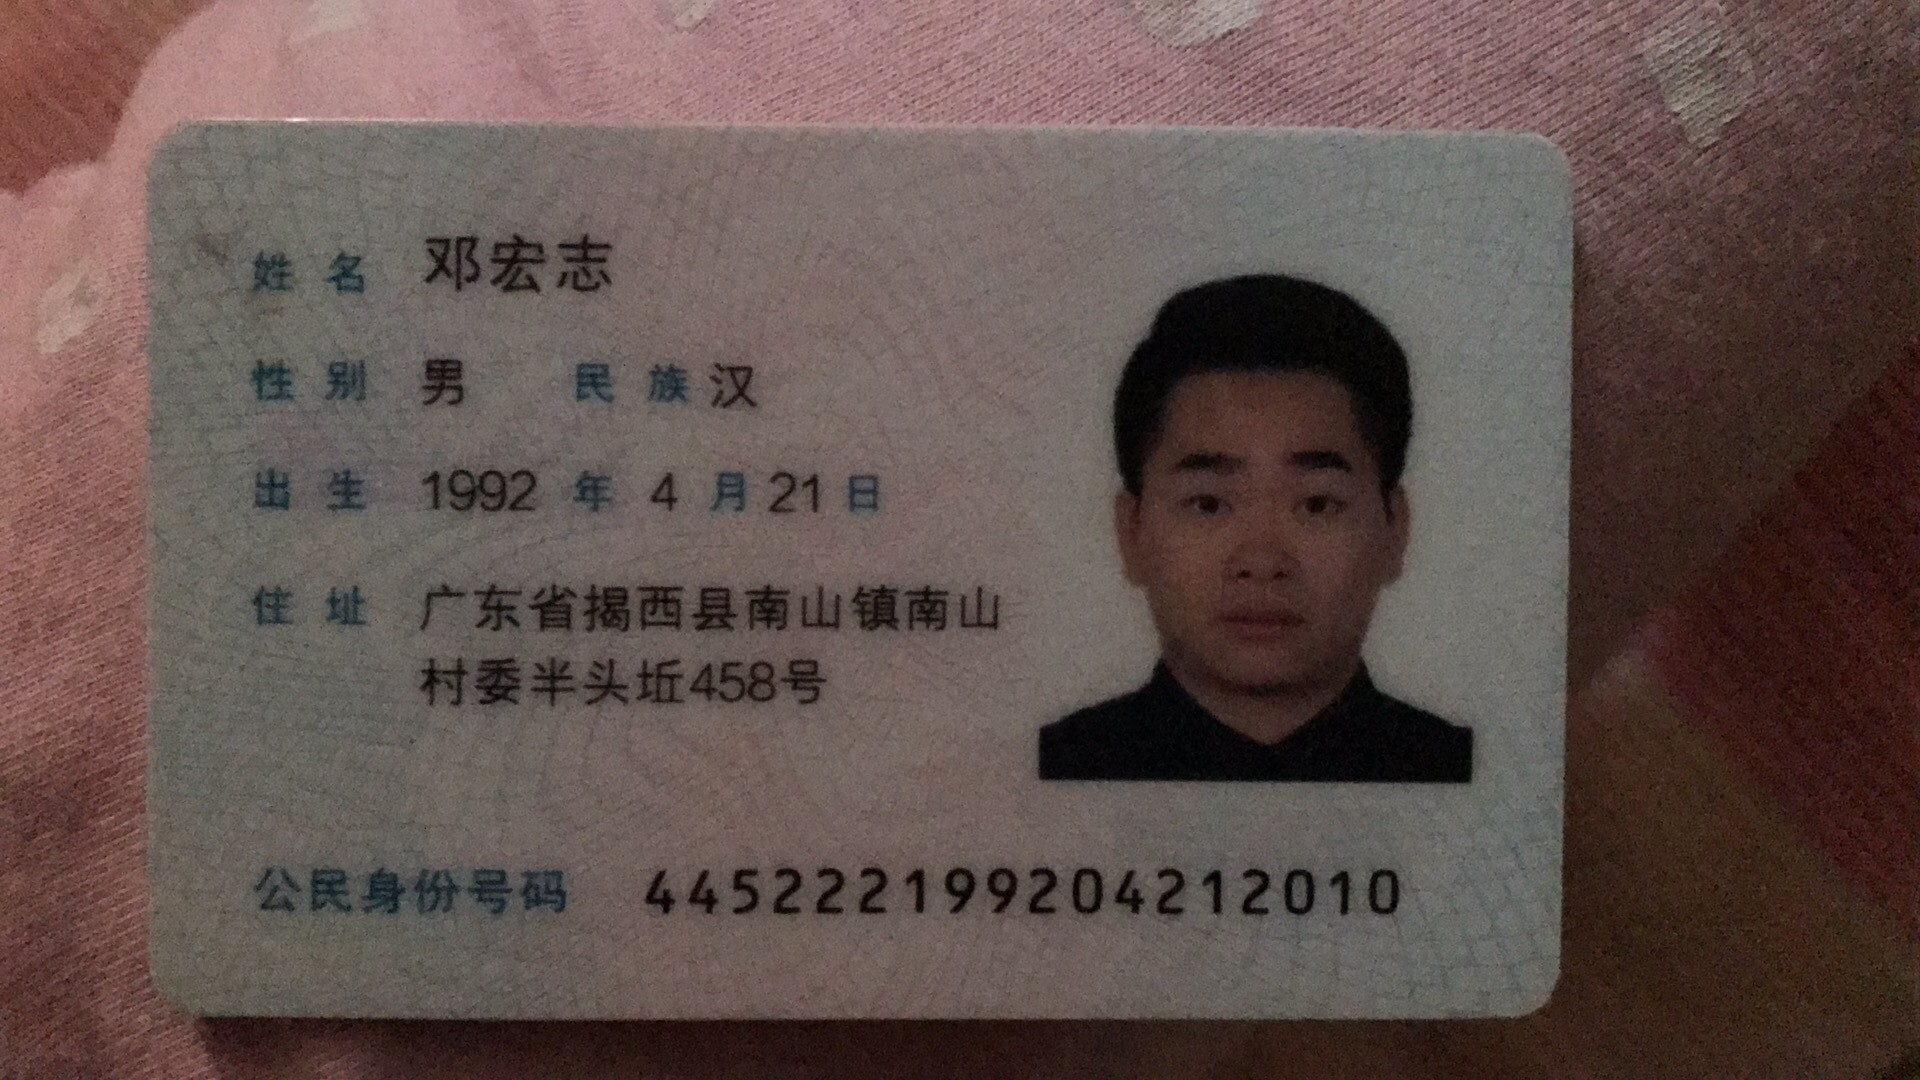 姓名 邓宏志
性别 男 民族 汉
出生 1992 年 4 月 21 日
住址 广东省揭西县南山镇南山
村委半头坵458号
公民身份号码 445222199204212010